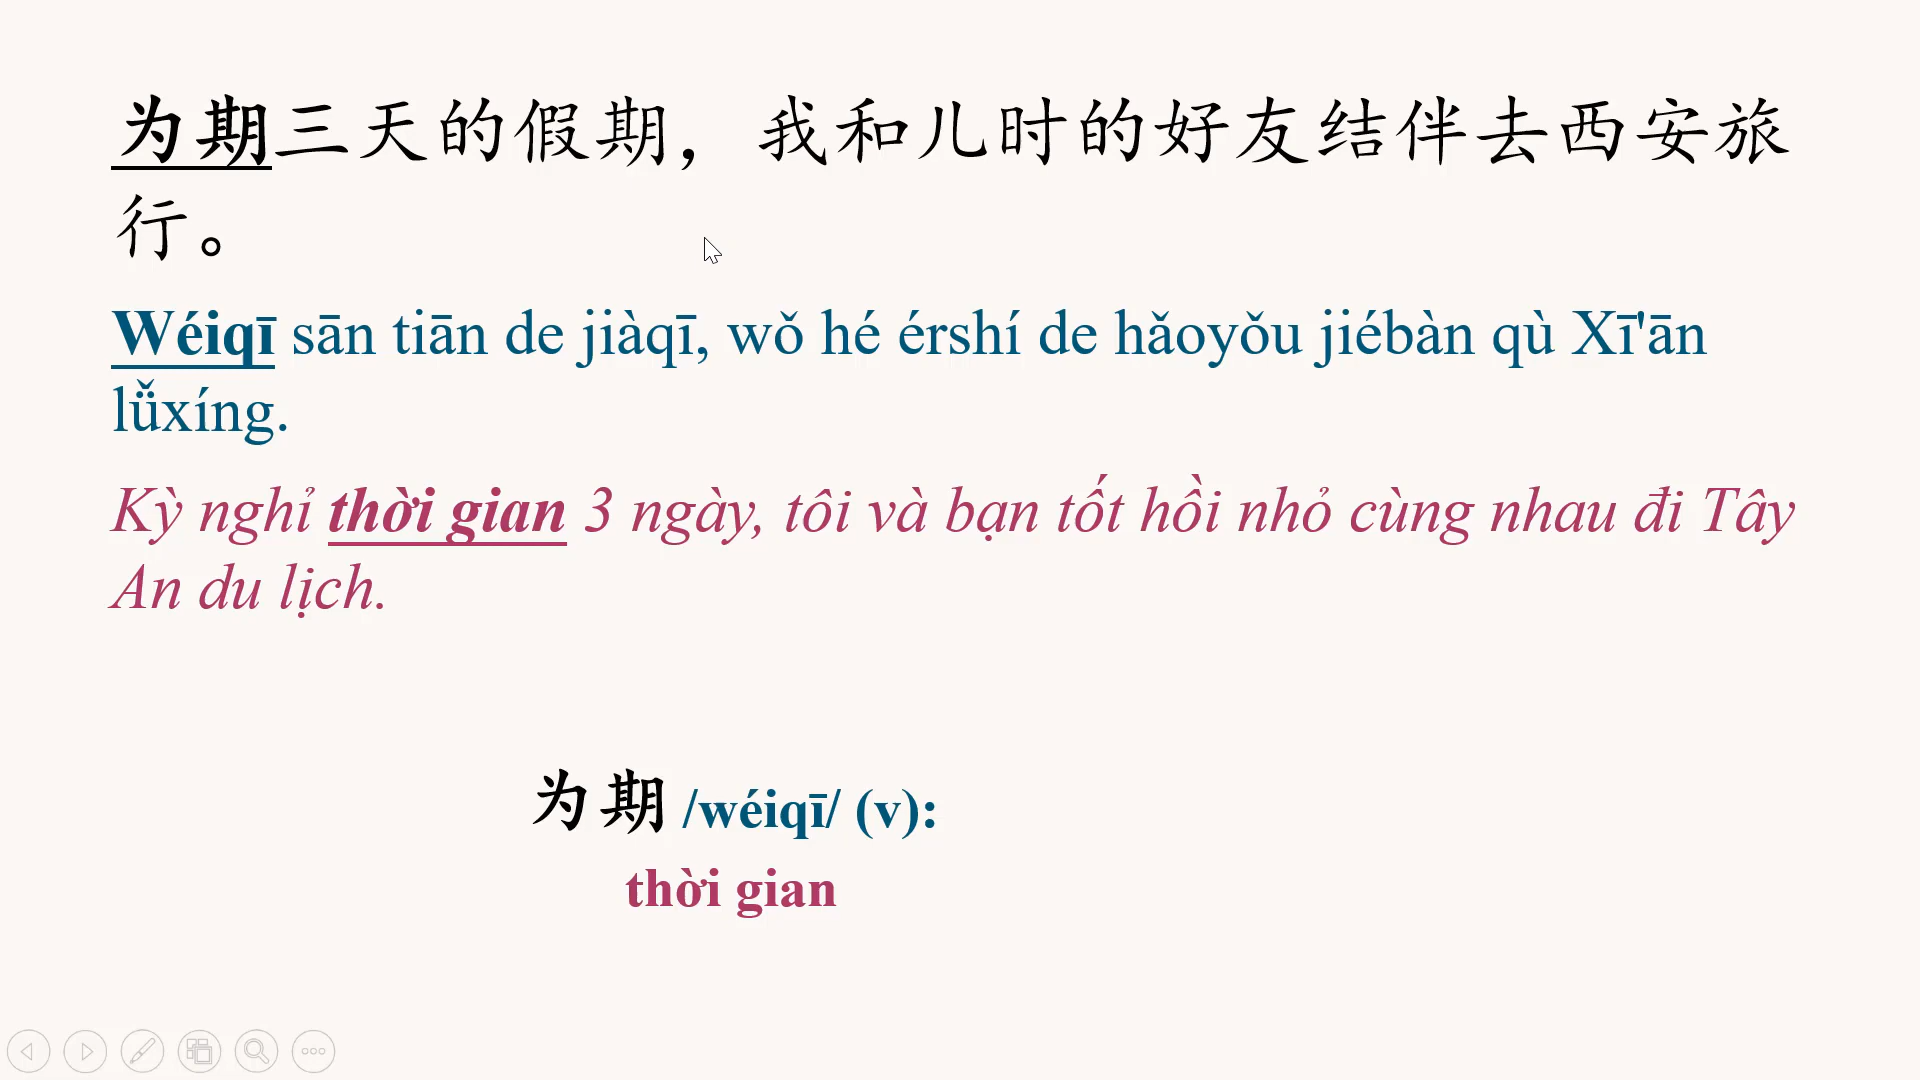 为期三天的假期，我和儿时的好友结伴去西安旅
行。
Wéiqī sān tiān de jiàqī, wǒ hé érshí de hǎoyǒu jiébàn qù Xī'ān
lǚxíng.
Kỳ nghỉ thời gian 3 ngày, tôi và bạn tốt hồi nhỏ cùng nhau đi Tây
An du lịch.
为期 /wéiqī/ (v):
thời gian